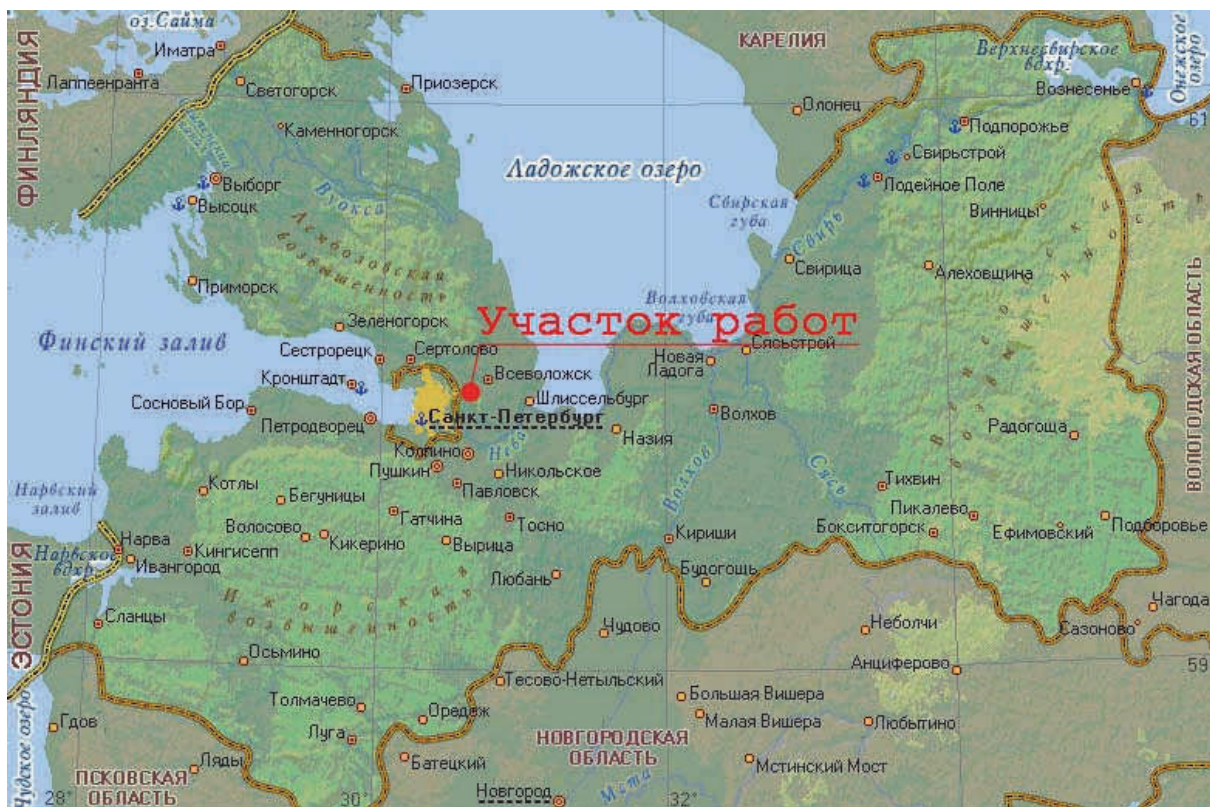 оз.Сайма
Иматра
Лаппеенранта
Светогорск
Приозерск
КАРЕЛИЯ
Верхнесвирское
вдхр.
Вознесенье
Онежское
озеро
ФИНЛЯНДИЯ
Каменногорск
Олонец
Подпорожье
61
Свирьстрой
Ладожское озеро
Выборг
Высоцк
Вуокса
Лодейное Поле
Свирская
губа
Винницы
Свирь
Лемболовская
возвышенность
Свирица
Алеховщина
Приморск
Волховская
губа
Зеленогорск
Участок работ
ВОЛОГОДСКАЯ ОБЛАСТЬ
Финский залив
Сестрорецк
Сертолово
Сясьстрой
Новая
Ладога
Кронштадт
Всеволожск
Шлиссельбург
Сосновый Бор
Санкт-Петербург
Волхов
Петродворец
Назия
Радогоща
Нева
Колпино
Пушкин
Никольское
Волхов
Сясь
Тихвин
Нарвский
залив
Котлы
Бегуницы
Павловск
Пикалево
Гатчина
Тосно
Волосово
Бокситогорск
Ефимовский
Подборовье
Нарва
Кикерино
Вырица
Кириши
Нарвское
вдхр.
Ивангород
Кингисепп
Любань
Будогощь
Ижорская
возвышенность
ЭСТОНИЯ
Сланцы
Чагода
Чудово
Неболчи
Сазоново
Осьмино
Анциферово
59
Тесово-Нетыльский
Толмачево
Большая Вишера
Гдов
Оредеж
Малая Вишера
Любытино
Чудское озеро
Луга
НОВГОРОДСКАЯ
ОБЛАСТЬ
Ляды
Батецкий
Мстинский Мост
ПСКОВСКАЯ
ОБЛАСТЬ
Мста
28°
30°
Новгород
32°